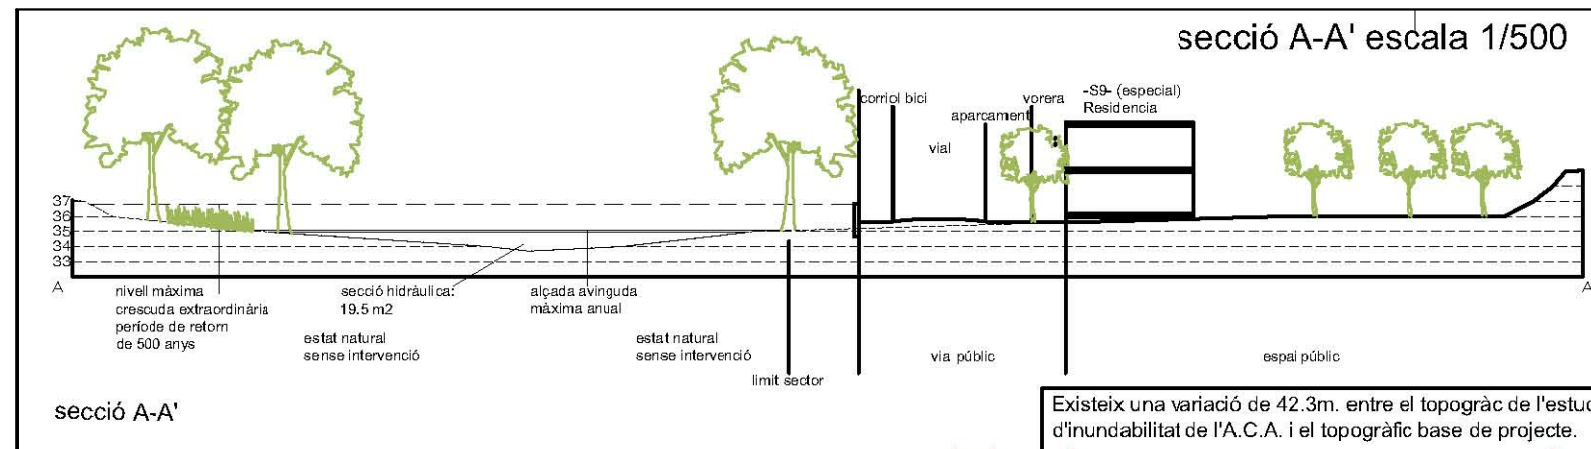 secció A-A' escala 1/500
corriol bici
vorera
-S9- (especial)
Residencia
aparcament
vial
37
36
35
34
33
A
A
nivell màxima
crescuda extraordinària
període de retorn
de 500 anys
secció hidràulica:
19.5 m2
alçada avinguda
màxima anual
estat natural
sense intervenció
estat natural
sense intervenció
via públic
espai públic
limit sector
secció A-A'
Existeix una variació de 42.3m. entre el topogràc de l'estuc
d'inundabilitat de l'A.C.A. i el topogràfic base de projecte.